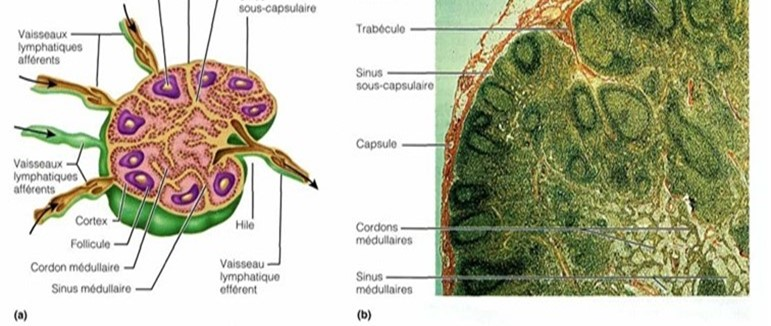 sous-capsulaire
Vaisseaux
lymphatiques
afférents
Vaisseaux
lymphatiques
afférents
Cortex
Follicule
Cordon médullaire
Sinus médullaire
Hile
Vaisseau
lymphatique
efférent
(a)
Trabécule
Sinus
sous-capsulaire
Capsule
Cordons
médullaires
Sinus
médullaires
(b)